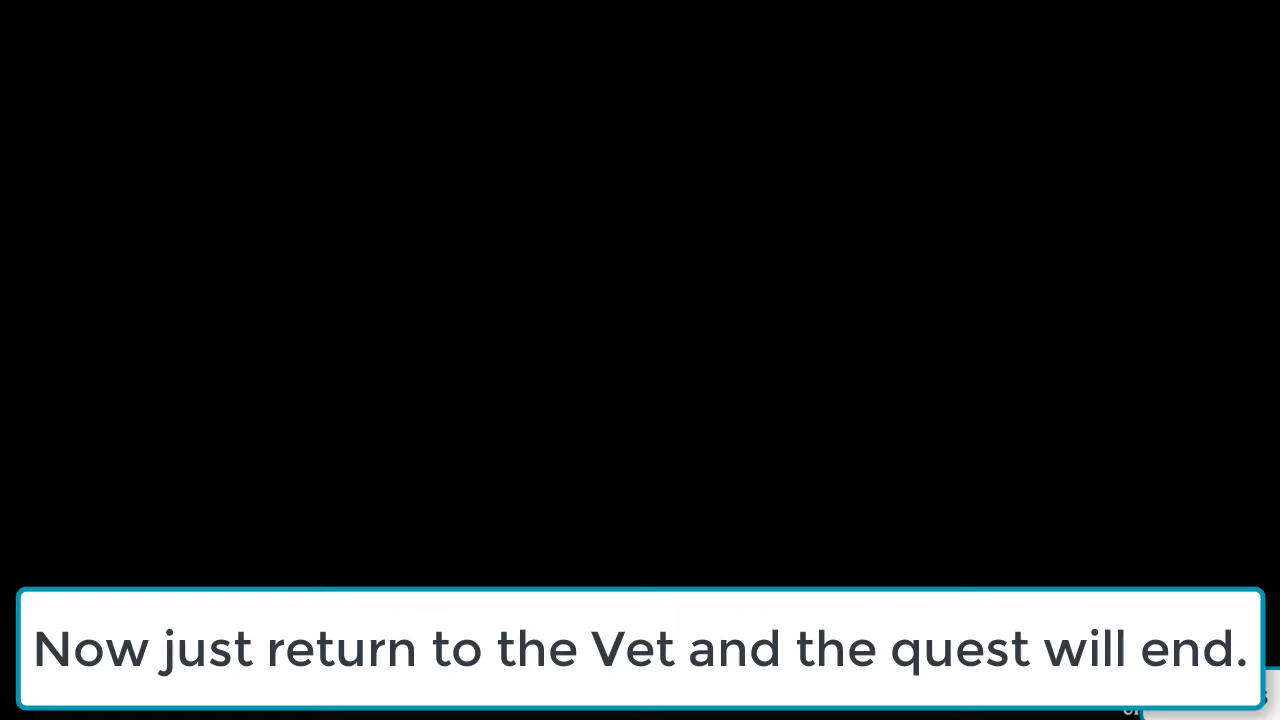 Now just return to the Vet and the quest will end.